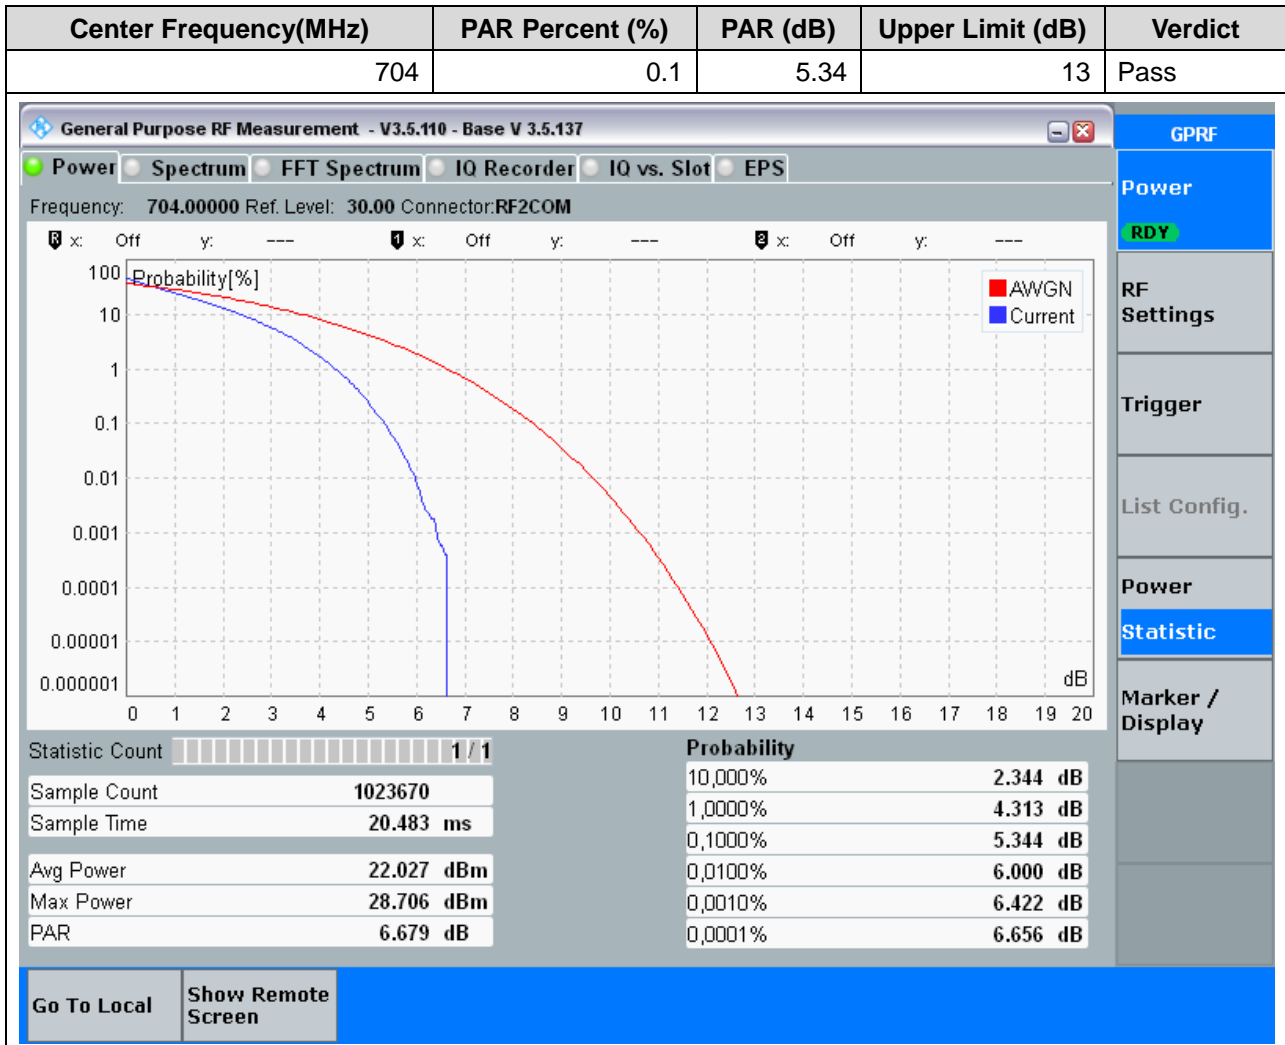 Center Frequency(MHz) PAR Percent (%) PAR (dB) Upper Limit (dB) Verdict
704 0.1 5.34 13 Pass
General Purpose RF Measurement - V3.5.110 - Base V 3.5.137
GPRF
Power Spectrum FFT Spectrum IQ Recorder IQ vs. Slot EPS
Frequency: 704.00000 Ref. Level: 30.00 Connector:RF2COM
R x: Off y: --- 1 x: Off y: --- 2 x: Off y: ---
Probability[%]
AWGN
Current
100
10
1
0.1
0.01
0.001
0.0001
0.00001
0.000001
dB
0 1 2 3 4 5 6 7 8 9 10 11 12 13 14 15 16 17 18 19 20
Statistic Count 1 / 1
Sample Count 1023670
Sample Time 20.483 ms
Avg Power 22.027 dBm
Max Power 28.706 dBm
PAR 6.679 dB
Probability
10,000% 2.344 dB
1,0000% 4.313 dB
0,1000% 5.344 dB
0,0100% 6.000 dB
0,0010% 6.422 dB
0,0001% 6.656 dB
Power
RDY
RF
Settings
Trigger
List Config.
Power
Statistic
Marker /
Display
Go To Local
Show Remote
Screen